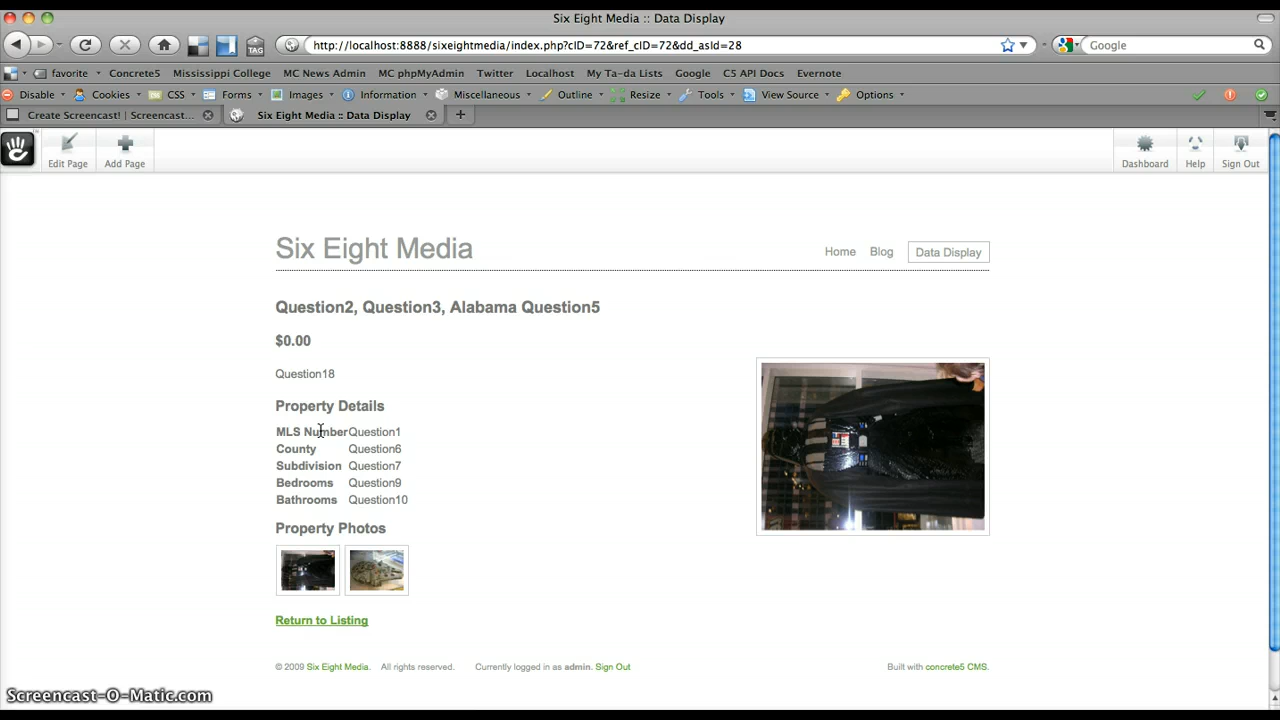 Six Eight Media :: Data Display
http://localhost:8888/sixeightmedia/index.php?cID=72&ref_cID=72&dd_asId=28
Google
favorite Concrete5 Mississippi College MC News Admin MC phpMyAdmin Twitter Localhost My Ta-da Lists Google C5 API Docs Evernote
Disable Cookies CSS Forms Images Information Miscellaneous Outline Resize Tools View Source Options
Create Screencast! | Screencast... Six Eight Media :: Data Display
TAG
Edit Page Add Page Dashboard Help Sign Out
Six Eight Media
Home Blog Data Display
Question2, Question3, Alabama Question5
$0.00
Question18
Property Details
MLS Number Question1
County Question6
Subdivision Question7
Bedrooms Question9
Bathrooms Question10
Property Photos
Return to Listing
© 2009 Six Eight Media. All rights reserved. Currently logged in as admin. Sign Out Built with concrete5 CMS.
Screencast-O-Matic.com